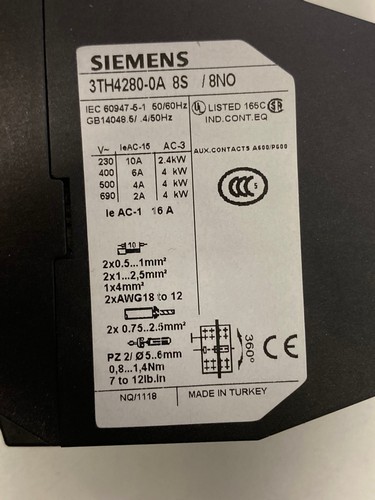 SIEMENS
3TH4280-0A 8S / 8NO
IEC 60947-5-1 50/60Hz
GB14048.5/ .4/50Hz
UL LISTED 165C SA
IND.CONT.EQ
V~ IeAC-15 AC-3
230 10A 2.4kW
400 6A 4 kW
500 4A 4 kW
690 2A 4 kW
AUX.CONTACTS A600/P600
CCC S
Ie AC-1 16 A
10
2x0.5...1mm²
2x1...2,5mm²
1x4mm²
2xAWG18 to 12
2x 0.75...2.5mm²
PZ 2/ Ø5...6mm
0,8...1,4Nm
7 to 12lb.in
360°
CE
NQ/1118
MADE IN TURKEY